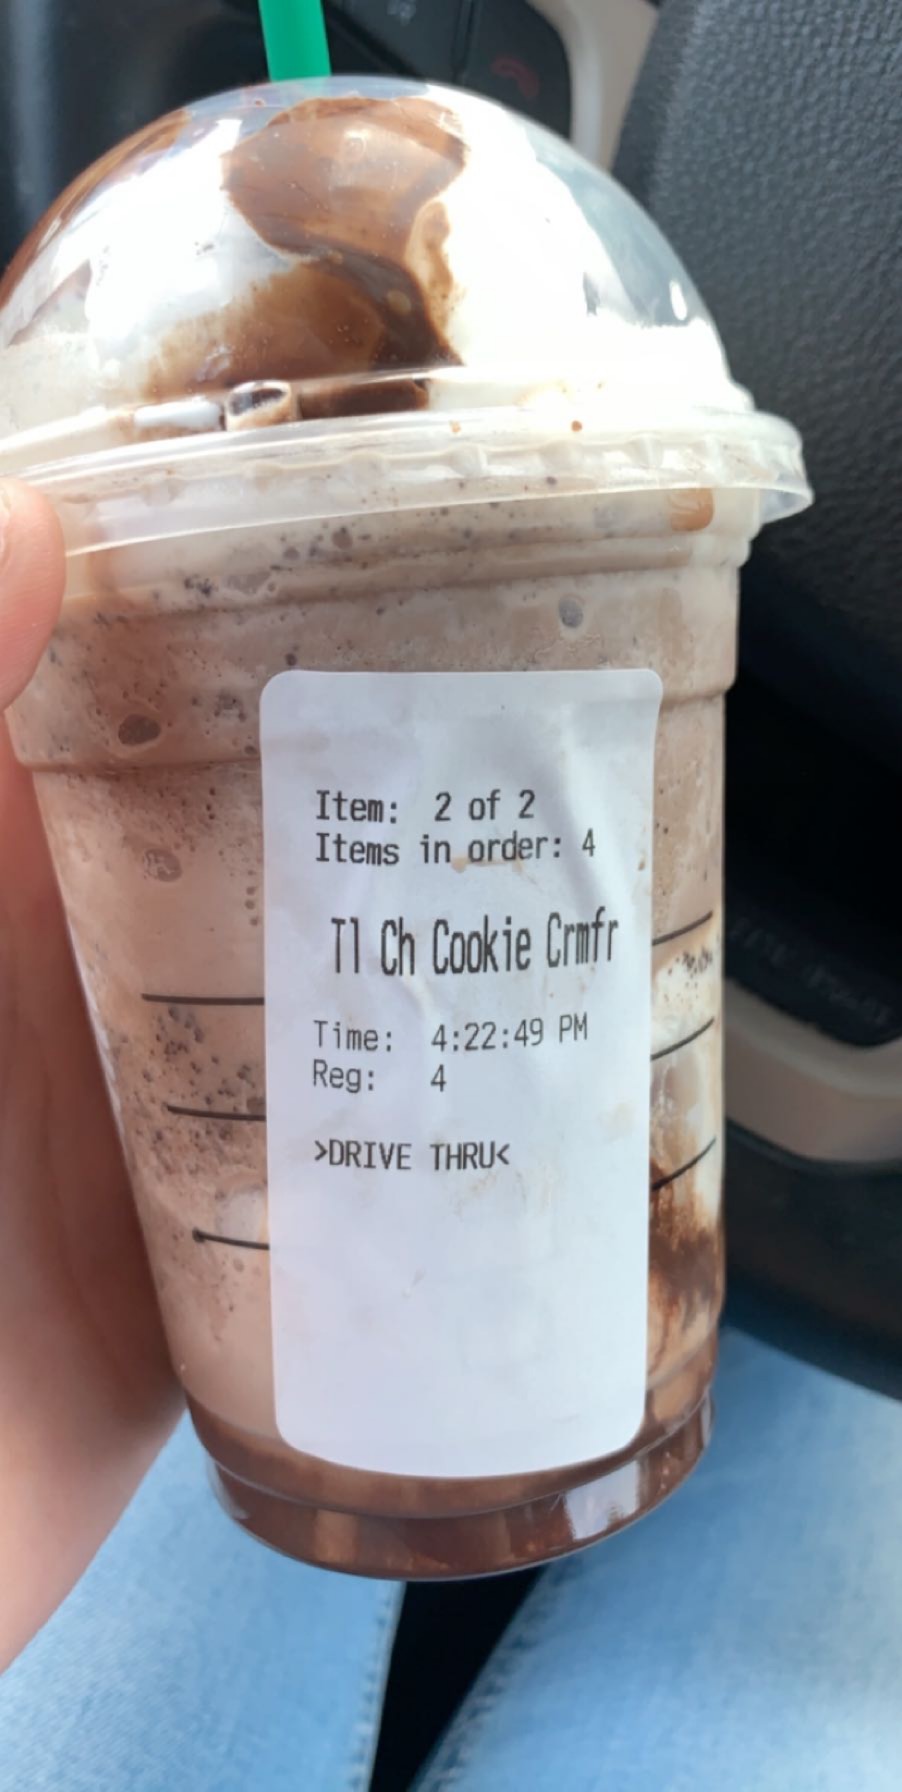 Item: 2 of 2
Items in order: 4
Tl Ch Cookie Crmfr
Time: 4:22:49 PM
Reg: 4
>DRIVE THRU<